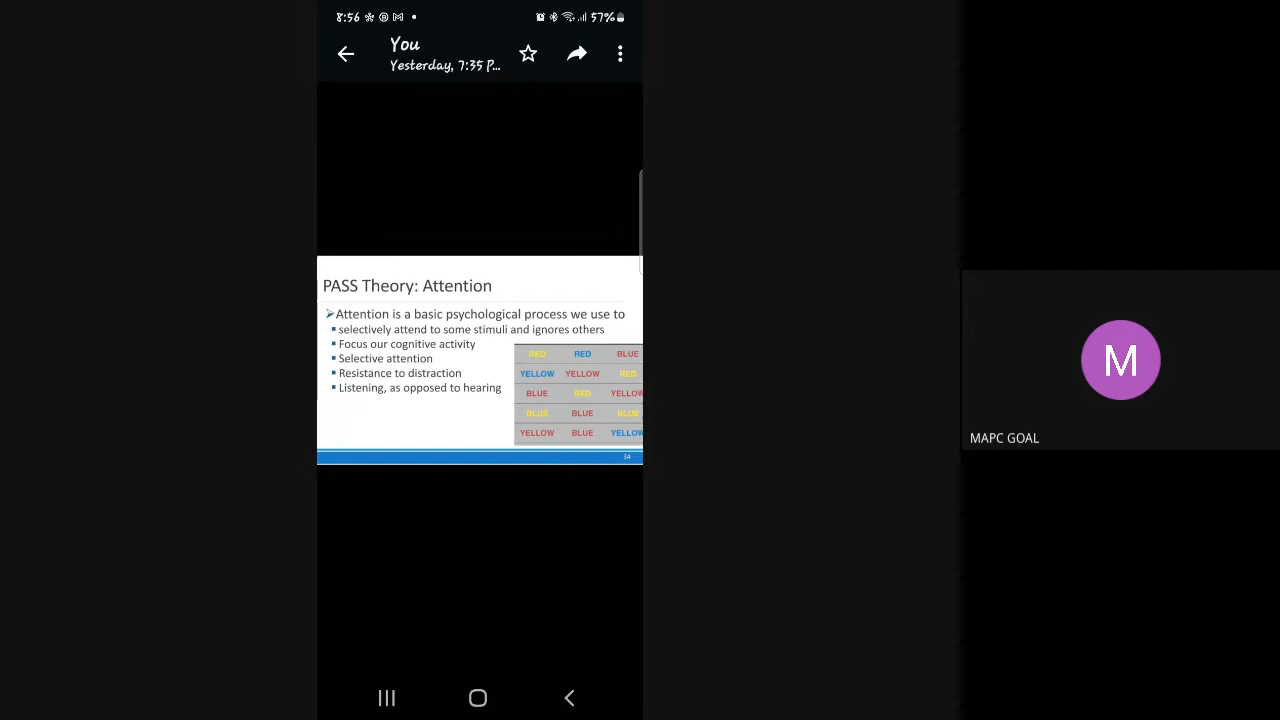 8:56
57%
You
Yesterday, 7:35 P...
PASS Theory: Attention
Attention is a basic psychological process we use to
selectively attend to some stimuli and ignores others
Focus our cognitive activity
Selective attention
Resistance to distraction
Listening, as opposed to hearing
RED RED BLUE
YELLOW YELLOW RED
BLUE RED YELLOW
BLUE BLUE BLUE
YELLOW BLUE YELLOW
34
M
MAPC GOAL